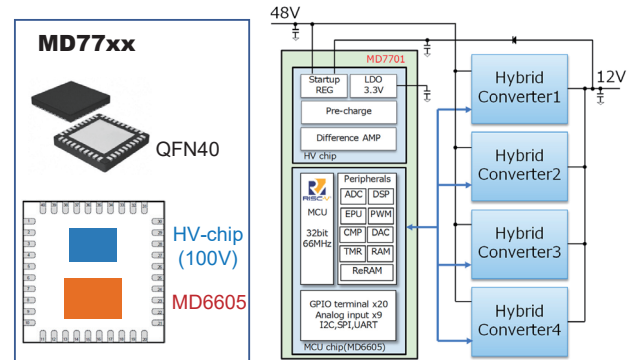 MD77xx
QFN40
HV-chip
(100V)
MD6605
48V
MD7701
Startup
REG
LDO
3.3V
Pre-charge
Difference AMP
HV chip
RISC-V
MCU
32bit
66MHz
Peripherals
ADC DSP
EPU PWM
CMP DAC
TMR RAM
ReRAM
GPIO terminal x20
Analog input x9
I2C,SPI,UART
MCU chip(MD6605)
Hybrid
Converter1
Hybrid
Converter2
Hybrid
Converter3
Hybrid
Converter4
12V